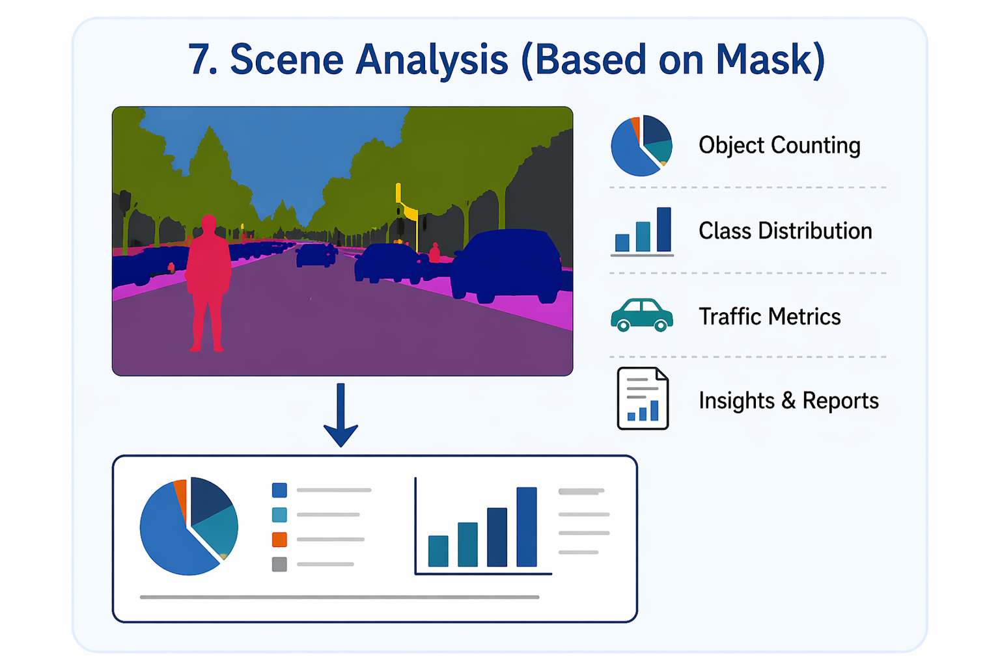 7. Scene Analysis (Based on Mask)
Object Counting
Class Distribution
Traffic Metrics
Insights & Reports